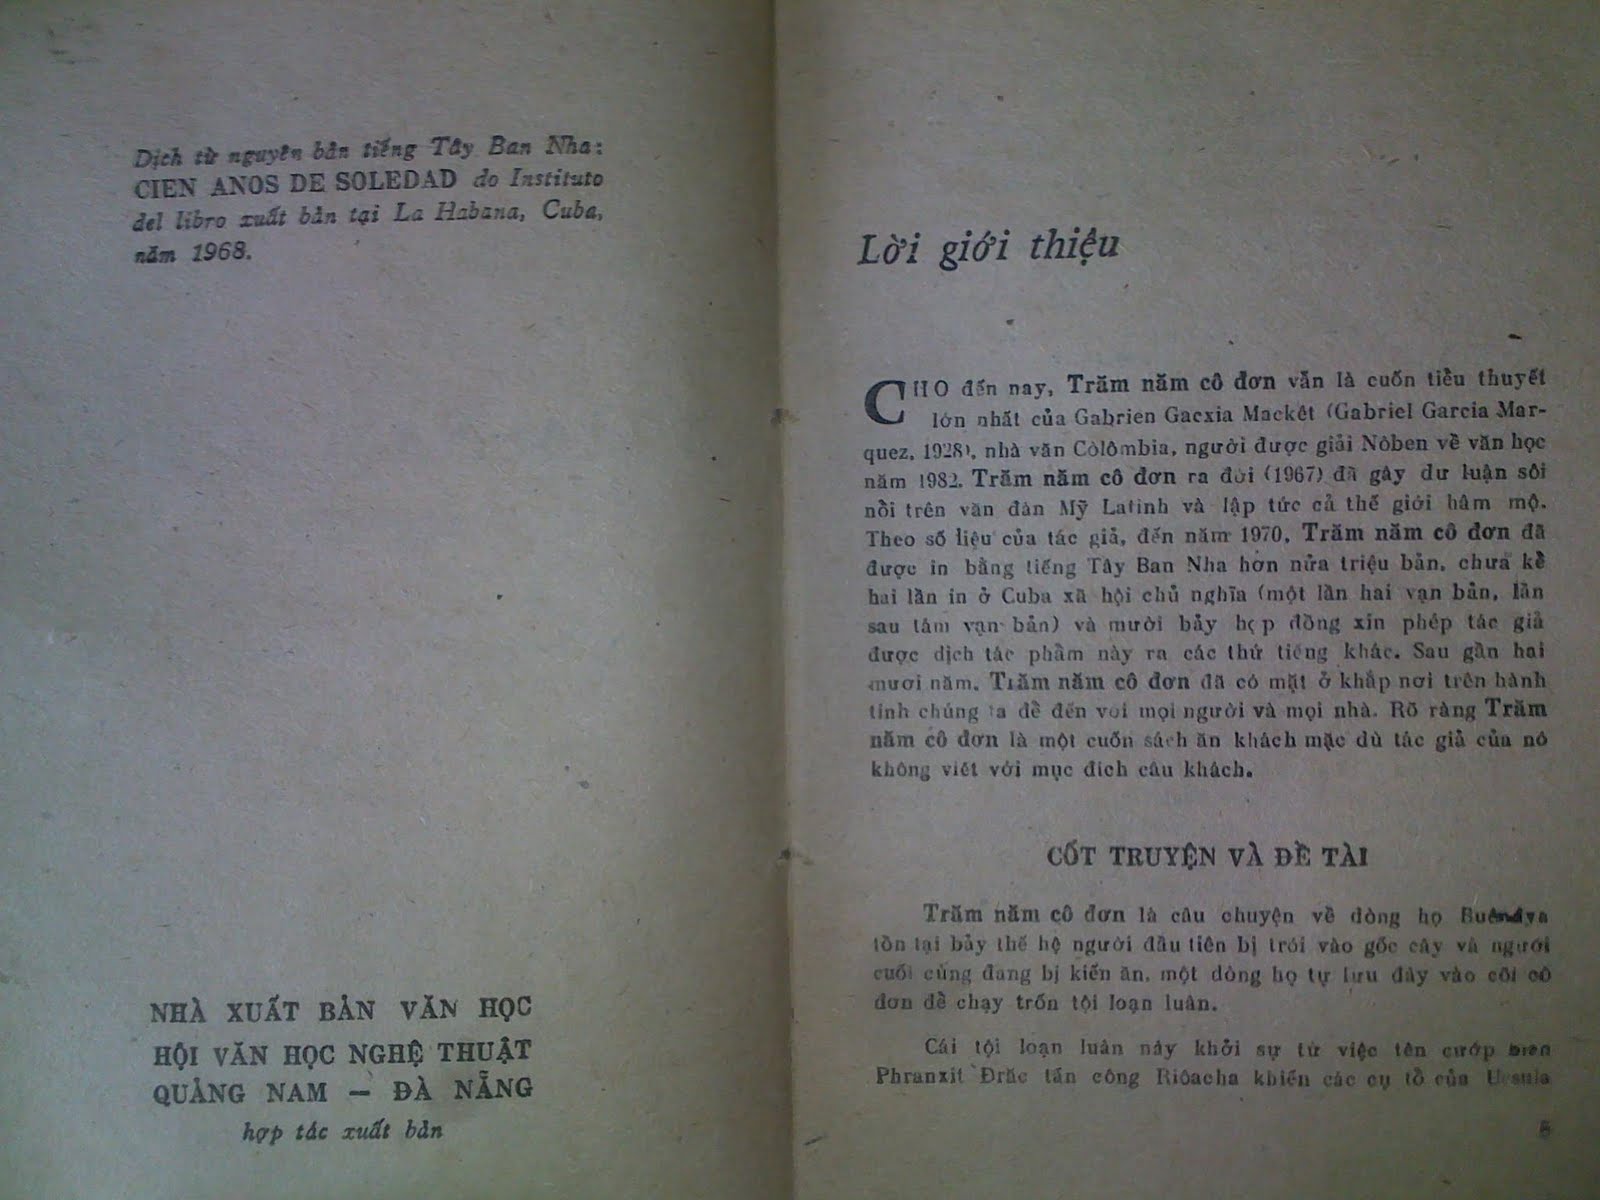 Dịch từ nguyên bản tiếng Tây Ban Nha:
CIEN ANOS DE SOLEDAD do Instituto
del libro xuất bản tại La Habana, Cuba,
năm 1968.
NHÀ XUẤT BẢN VĂN HỌC
HỘI VĂN HỌC NGHỆ THUẬT
QUẢNG NAM — ĐÀ NẴNG
hợp tác xuất bản
Lời giới thiệu
CHO đến nay, Trăm năm cô đơn vẫn là cuốn tiểu thuyết
lớn nhất của Gabrien Gacxia Mackêt (Gabriel Garcia Mar-
quez, 1928), nhà văn Côlômbia, người được giải Nôben về văn học
năm 1982. Trăm năm cô đơn ra đời (1967) đã gây dư luận sôi
nổi trên văn đàn Mỹ Latinh và lập tức cả thế giới hâm mộ.
Theo số liệu của tác giả, đến năm 1970, Trăm năm cô đơn đã
được in bằng tiếng Tây Ban Nha hơn nửa triệu bản, chưa kể
hai lần in ở Cuba xã hội chủ nghĩa (một lần hai vạn bản, lần
sau tám vạn bản) và mười bảy hợp đồng xin phép tác giả
được dịch tác phẩm này ra các thứ tiếng khác. Sau gần hai
mươi năm, Trăm năm cô đơn đã có mặt ở khắp nơi trên hành
tinh chúng ta để đến với mọi người và mọi nhà. Rõ ràng Trăm
năm cô đơn là một cuốn sách ăn khách mặc dù tác giả của nó
không viết với mục đích câu khách.
CỐT TRUYỆN VÀ ĐỀ TÀI
Trăm năm cô đơn là câu chuyện về dòng họ Buênđya
tồn tại bảy thế hệ người đầu tiên bị trói vào gốc cây và người
cuối cùng đang bị kiến ăn, một dòng họ tự lưu đày vào cõi cô
đơn để chạy trốn tội loạn luân.
Cái tội loạn luân này khởi sự từ việc tên cướp biển
Phranxit Đrăc tấn công Riôacha khiến các cụ tổ của Ucsula
5